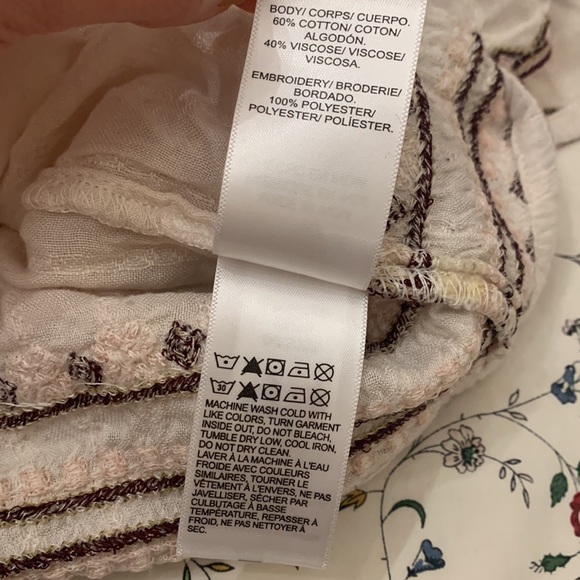 BODY/ CORPS/ CUERPO.
60% COTTON/ COTON/
ALGODÓN.
40% VISCOSE/ VISCOSE/
VISCOSA.
EMBROIDERY/ BRODERIE/
BORDADO.
100% POLYESTER/
POLYESTER/ POLÍESTER.
30
MACHINE WASH COLD WITH
LIKE COLORS, TURN GARMENT
INSIDE OUT, DO NOT BLEACH,
TUMBLE DRY LOW, COOL IRON,
DO NOT DRY CLEAN.
LAVER À LA MACHINE À L'EAU
FROIDE AVEC COULEURS
SIMILAIRES, TOURNER LE
VÊTEMENT À L'ENVERS, NE PAS
JAVELLISER, SÉCHER PAR
CULBUTAGE À BASSE
TEMPÉRATURE, REPASSER À
FROID, NE PAS NETTOYER À
SEC.